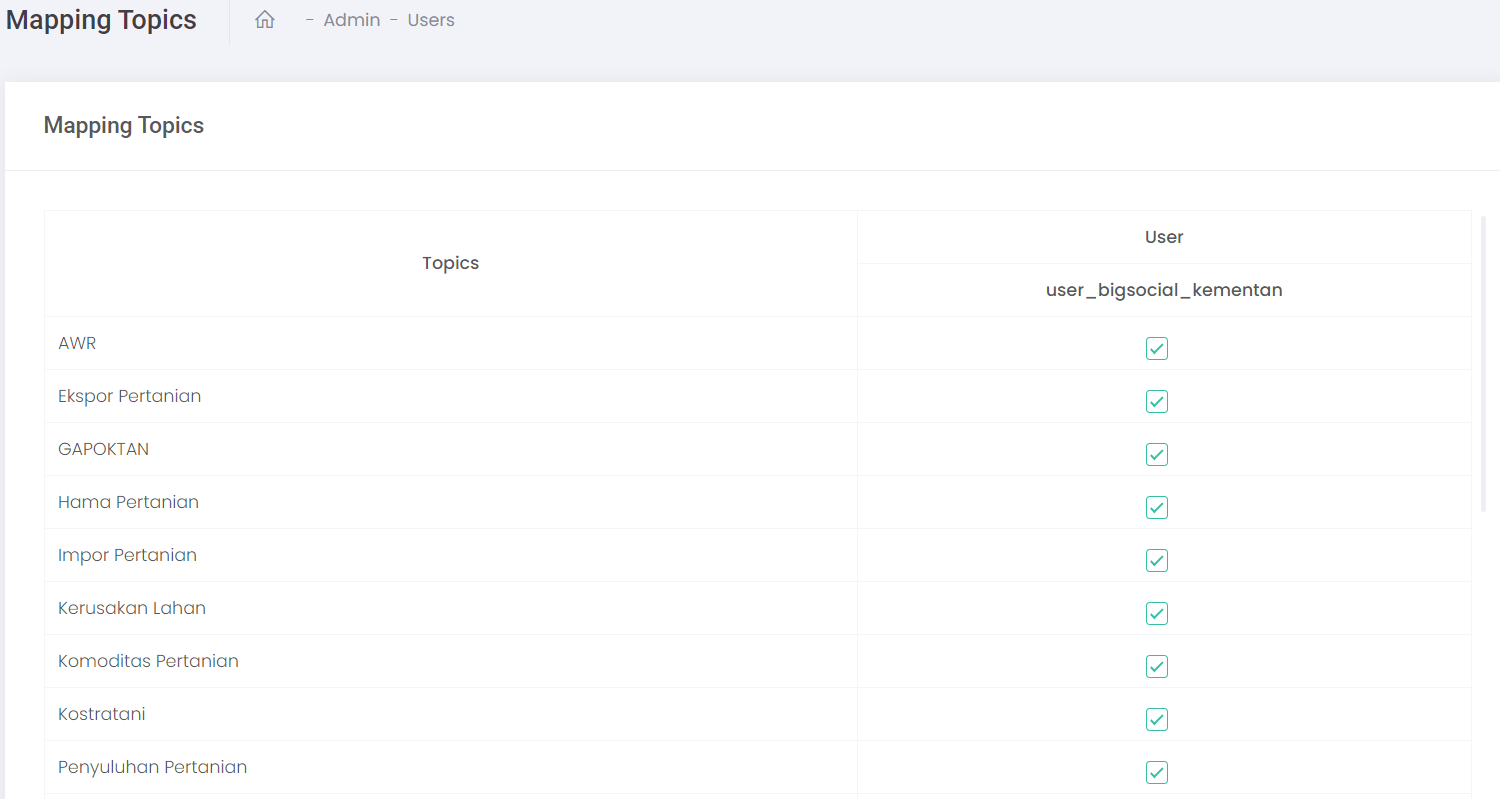 Mapping Topics - Admin - Users
Mapping Topics
Topics
User
user_bigsocial_kementan
AWR
Ekspor Pertanian
GAPOKTAN
Hama Pertanian
Impor Pertanian
Kerusakan Lahan
Komoditas Pertanian
Kostratani
Penyuluhan Pertanian